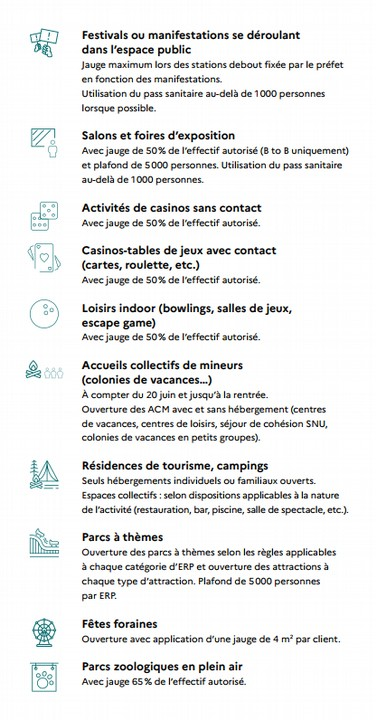 Festivals ou manifestations se déroulant
dans l'espace public
Jauge maximum lors des stations debout fixée par le préfet
en fonction des manifestations.
Utilisation du pass sanitaire au-delà de 1000 personnes
lorsque possible.
Salons et foires d'exposition
Avec jauge de 50 % de l'effectif autorisé (B to B uniquement)
et plafond de 5000 personnes. Utilisation du pass sanitaire
au-delà de 1000 personnes.
Activités de casinos sans contact
Avec jauge de 50 % de l'effectif autorisé.
Casinos-tables de jeux avec contact
(cartes, roulette, etc.)
Avec jauge de 50 % de l'effectif autorisé.
Loisirs indoor (bowlings, salles de jeux,
escape game)
Avec jauge de 50 % de l'effectif autorisé.
Accueils collectifs de mineurs
(colonies de vacances…)
À compter du 20 juin et jusqu'à la rentrée.
Ouverture des ACM avec et sans hébergement (centres
de vacances, centres de loisirs, séjour de cohésion SNU,
colonies de vacances en petits groupes).
Résidences de tourisme, campings
Seuls hébergements individuels ou familiaux ouverts.
Espaces collectifs : selon dispositions applicables à la nature
de l'activité (restauration, bar, piscine, salle de spectacle, etc.).
Parcs à thèmes
Ouverture des parcs à thèmes selon les règles applicables
à chaque catégorie d'ERP et ouverture des attractions à
chaque type d'attraction. Plafond de 5000 personnes
par ERP.
Fêtes foraines
Ouverture avec application d'une jauge de 4 m² par client.
Parcs zoologiques en plein air
Avec jauge 65 % de l'effectif autorisé.